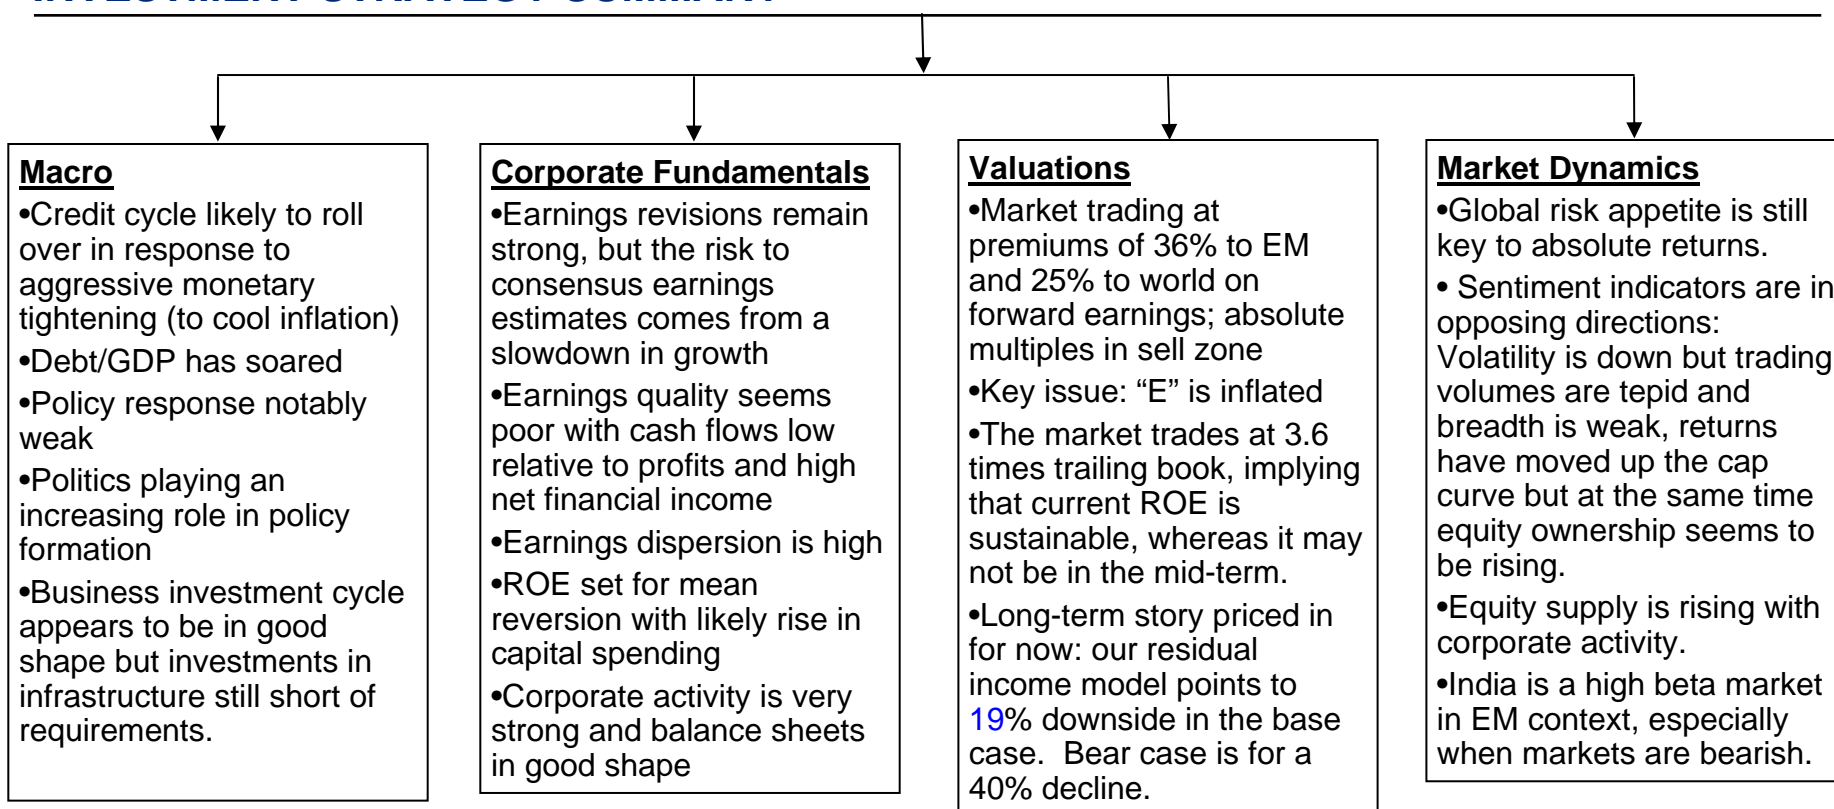 INVESTMENT STRATEGY SUMMARY
Macro
•Credit cycle likely to roll
over in response to
aggressive monetary
tightening (to cool inflation)
•Debt/GDP has soared
•Policy response notably
weak
•Politics playing an
increasing role in policy
formation
•Business investment cycle
appears to be in good
shape but investments in
infrastructure still short of
requirements.
Corporate Fundamentals
•Earnings revisions remain
strong, but the risk to
consensus earnings
estimates comes from a
slowdown in growth
•Earnings quality seems
poor with cash flows low
relative to profits and high
net financial income
•Earnings dispersion is high
•ROE set for mean
reversion with likely rise in
capital spending
•Corporate activity is very
strong and balance sheets
in good shape
Valuations
•Market trading at
premiums of 36% to EM
and 25% to world on
forward earnings; absolute
multiples in sell zone
•Key issue: “E” is inflated
•The market trades at 3.6
times trailing book, implying
that current ROE is
sustainable, whereas it may
not be in the mid-term.
•Long-term story priced in
for now: our residual
income model points to
19% downside in the base
case.  Bear case is for a
40% decline.
Market Dynamics
•Global risk appetite is still
key to absolute returns.
• Sentiment indicators are in
opposing directions:
Volatility is down but trading
volumes are tepid and
breadth is weak, returns
have moved up the cap
curve but at the same time
equity ownership seems to
be rising.
•Equity supply is rising with
corporate activity.
•India is a high beta market
in EM context, especially
when markets are bearish.